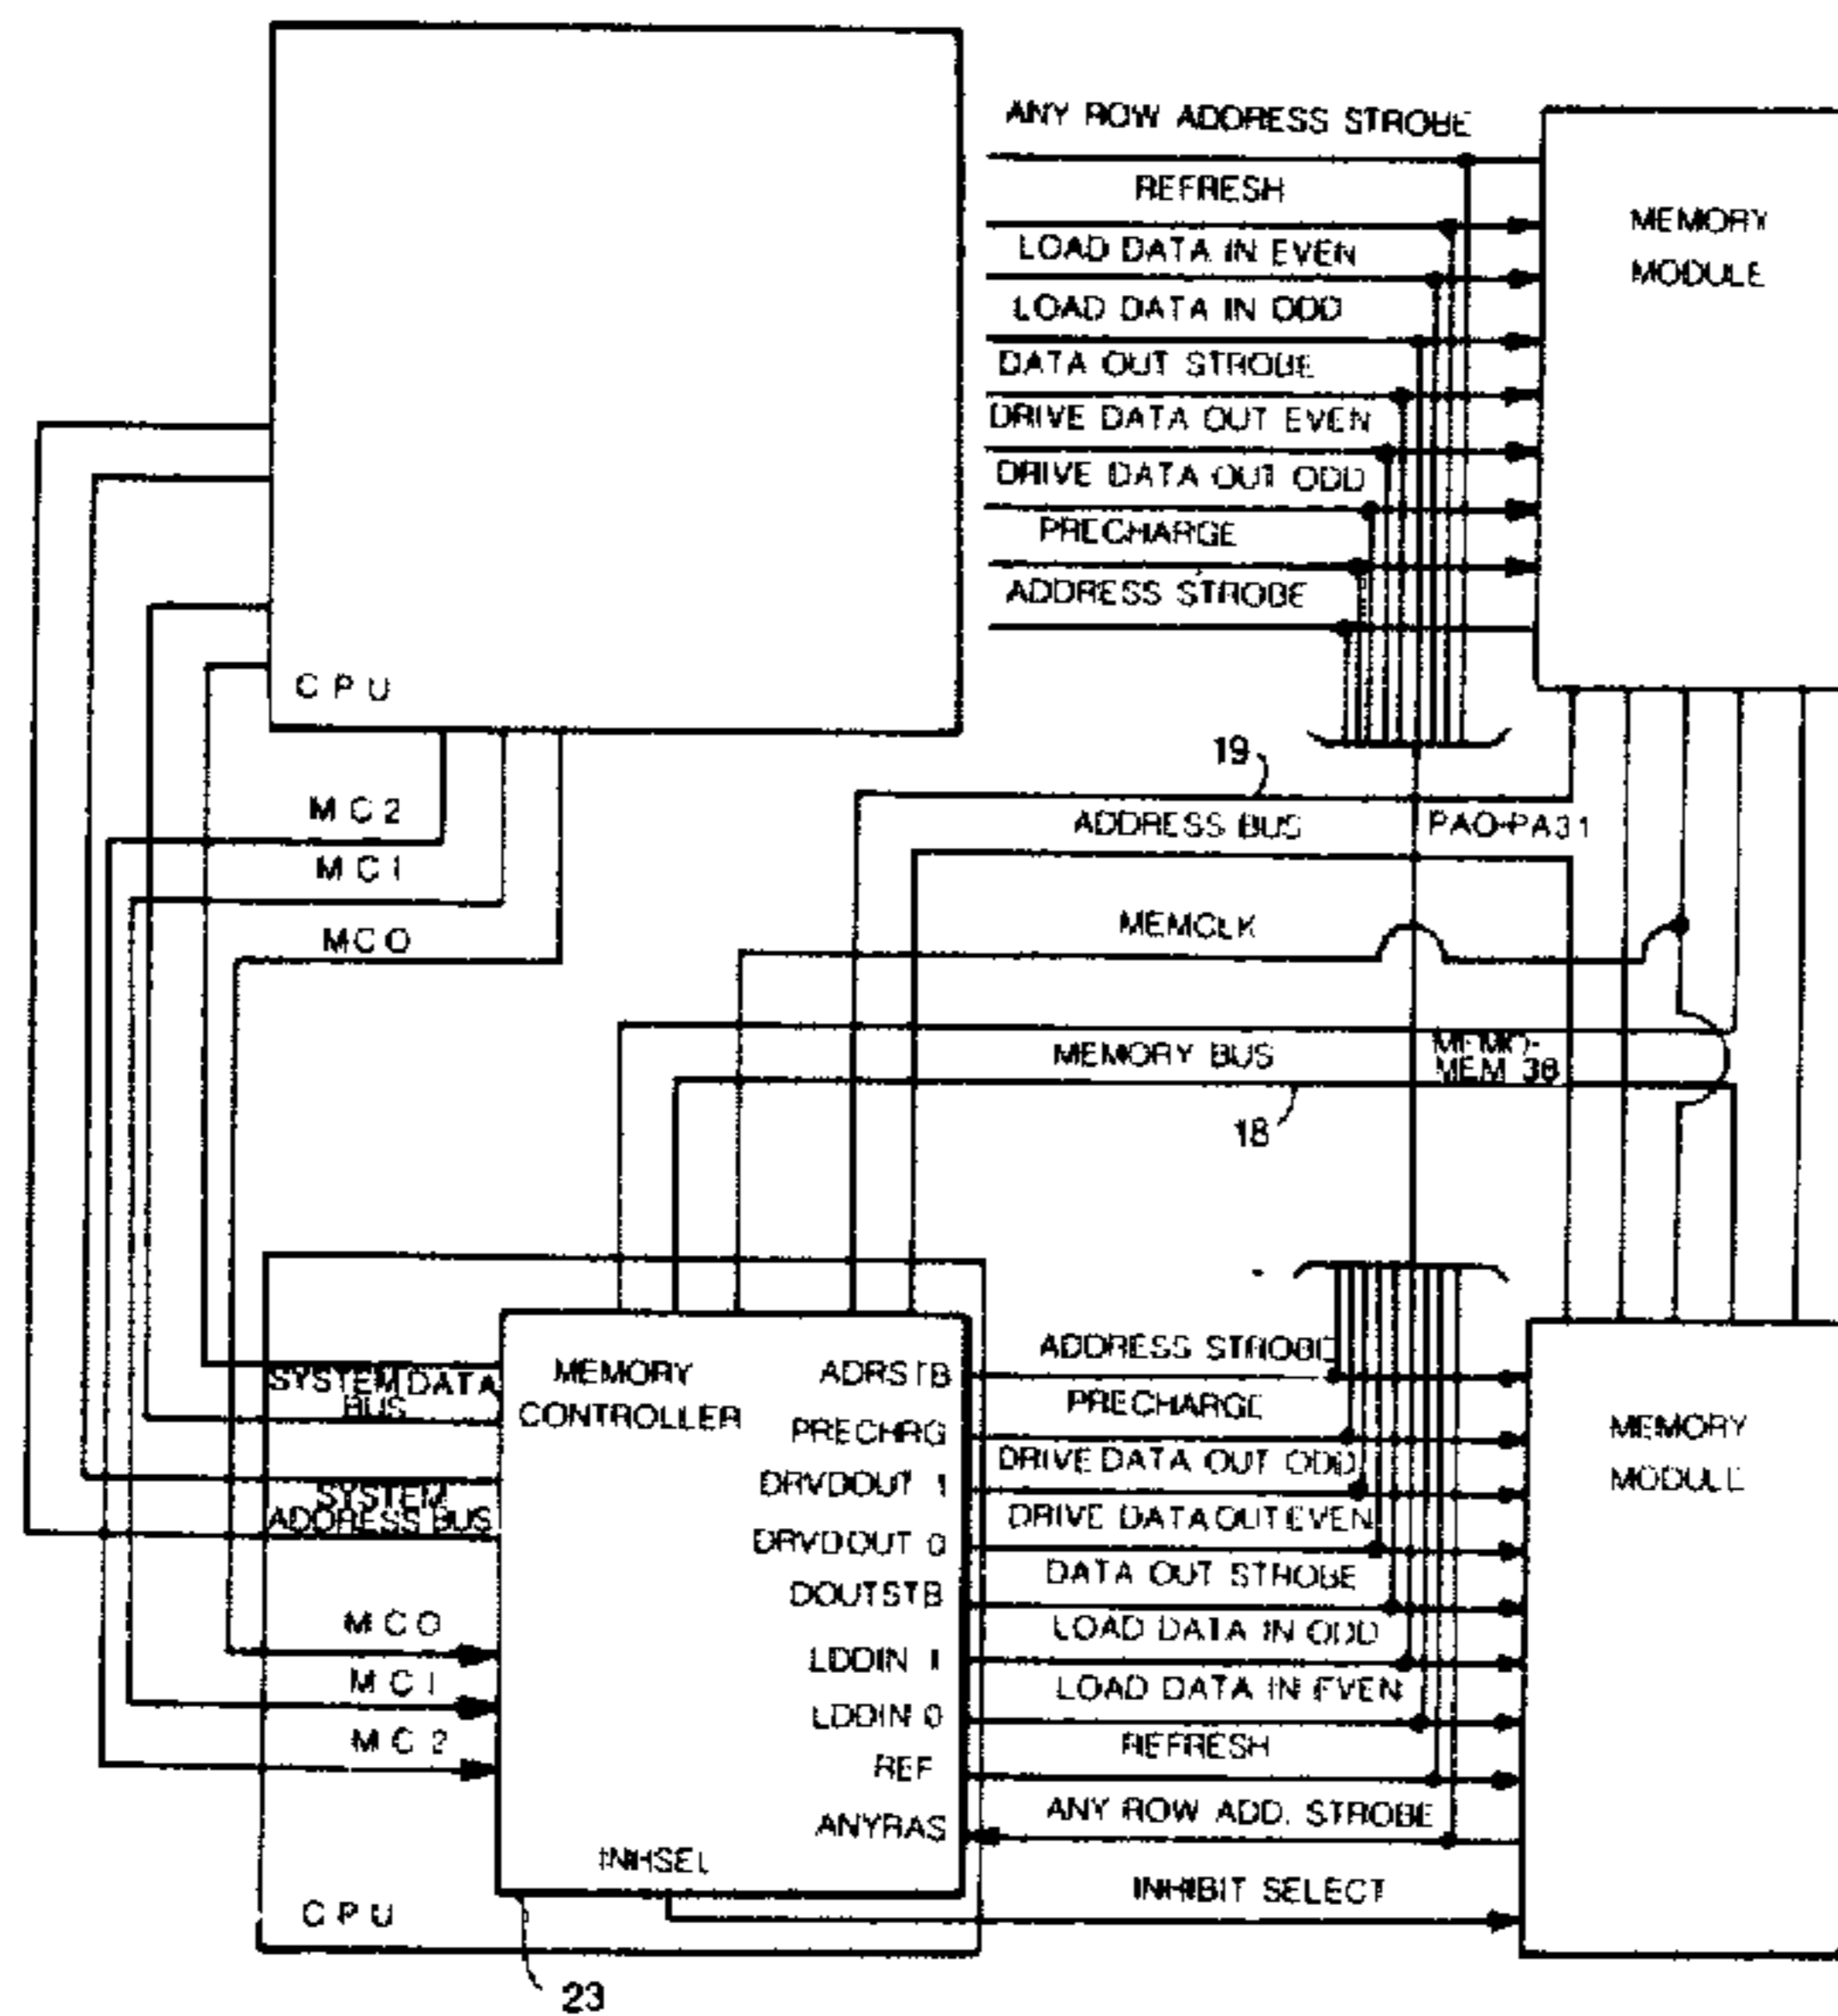 ANY ROW ADDRESS STROBE
REFRESH
LOAD DATA IN EVEN
LOAD DATA IN ODD
DATA OUT STROBE
DRIVE DATA OUT EVEN
DRIVE DATA OUT ODD
PRECHARGE
ADDRESS STROBE
MEMORY
MODULE
CPU
MC2
MC1
MC0
19
ADDRESS BUS
PA0-PA31
MEMCLK
MEMORY BUS
MEM0-
MEM 38
18
SYSTEM DATA
BUS
SYSTEM
ADDRESS BUS
MC0
MC1
MC2
MEMORY
CONTROLLER
ADRSTB
PRECHRG
DRVDOUT 1
DRVDOUT 0
DOUTSTB
LDDIN 1
LDDIN 0
REF
ANYRAS
INHSEL
CPU
23
ADDRESS STROBE
PRECHARGE
DRIVE DATA OUT ODD
DRIVE DATA OUT EVEN
DATA OUT STROBE
LOAD DATA IN ODD
LOAD DATA IN EVEN
REFRESH
ANY ROW ADD. STROBE
INHIBIT SELECT
MEMORY
MODULE